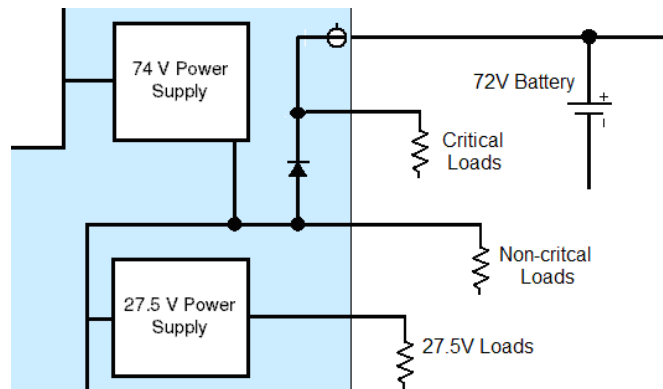 74 V Power
Supply
72V Battery
+
Critical
Loads
Non-critcal
Loads
27.5 V Power
Supply
27.5V Loads